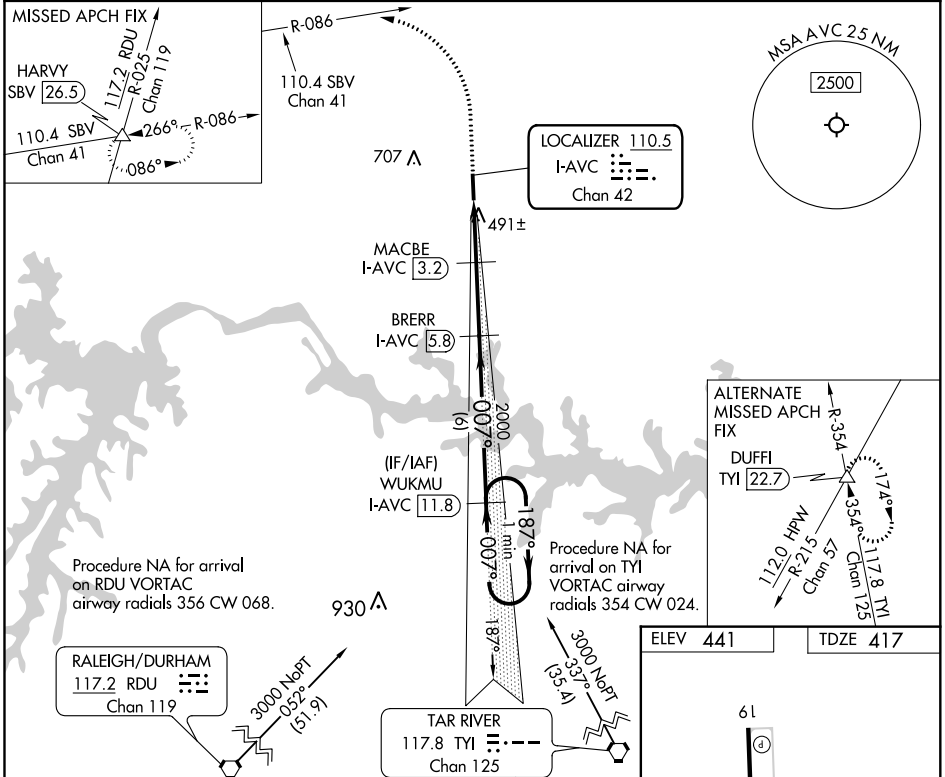 MISSED APCH FIX
HARVY
SBV 26.5
117.2 RDU
R-025
Chan 119
110.4 SBV
Chan 41
266°
R-086
086°
R-086
110.4 SBV
Chan 41
MSA AVC 25 NM
2500
LOCALIZER 110.5
I-AVC
Chan 42
707
491±
MACBE
I-AVC 3.2
BRERR
I-AVC 5.8
2000
007°
(6)
(IF/IAF)
WUKMU
I-AVC 11.8
187°
1 min
007°
187°
ALTERNATE
MISSED APCH
FIX
DUFFI
TYI 22.7
R-354
174°
354°
112.0 HPW
R-215
Chan 57
117.8 TYI
Chan 125
Procedure NA for arrival
on RDU VORTAC
airway radials 356 CW 068.
930
Procedure NA for
arrival on TYI
VORTAC airway
radials 354 CW 024.
RALEIGH/DURHAM
117.2 RDU
Chan 119
3000 NoPT
052°
(51.9)
TAR RIVER
117.8 TYI
Chan 125
3000 NoPT
337°
(35.4)
ELEV 441
TDZE 417
19
P